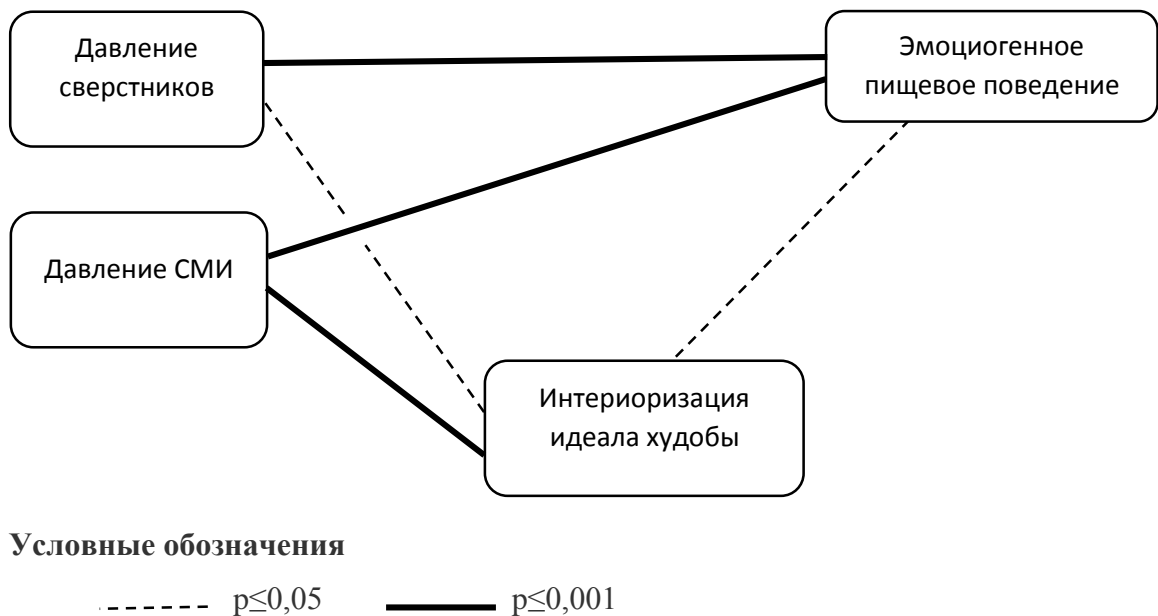 Давление
сверстников
Эмоциогенное
пищевое поведение
Давление СМИ
Интериоризация
идеала худобы
Условные обозначения
p≤0,05 p≤0,001